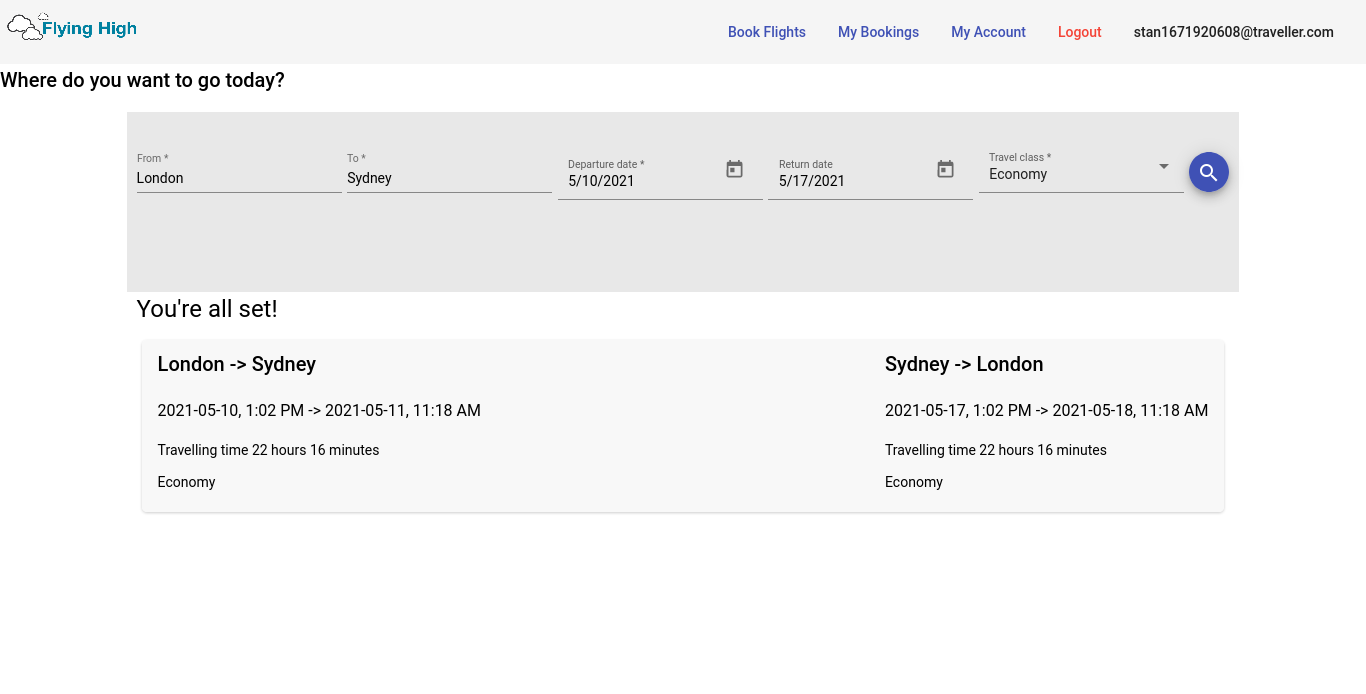 Flying High
Book Flights My Bookings My Account Logout stan1671920608@traveller.com
Where do you want to go today?
From * To * Departure date * Return date Travel class *
London Sydney 5/10/2021 5/17/2021 Economy
You're all set!
London -> Sydney
2021-05-10, 1:02 PM -> 2021-05-11, 11:18 AM
Travelling time 22 hours 16 minutes
Economy
Sydney -> London
2021-05-17, 1:02 PM -> 2021-05-18, 11:18 AM
Travelling time 22 hours 16 minutes
Economy